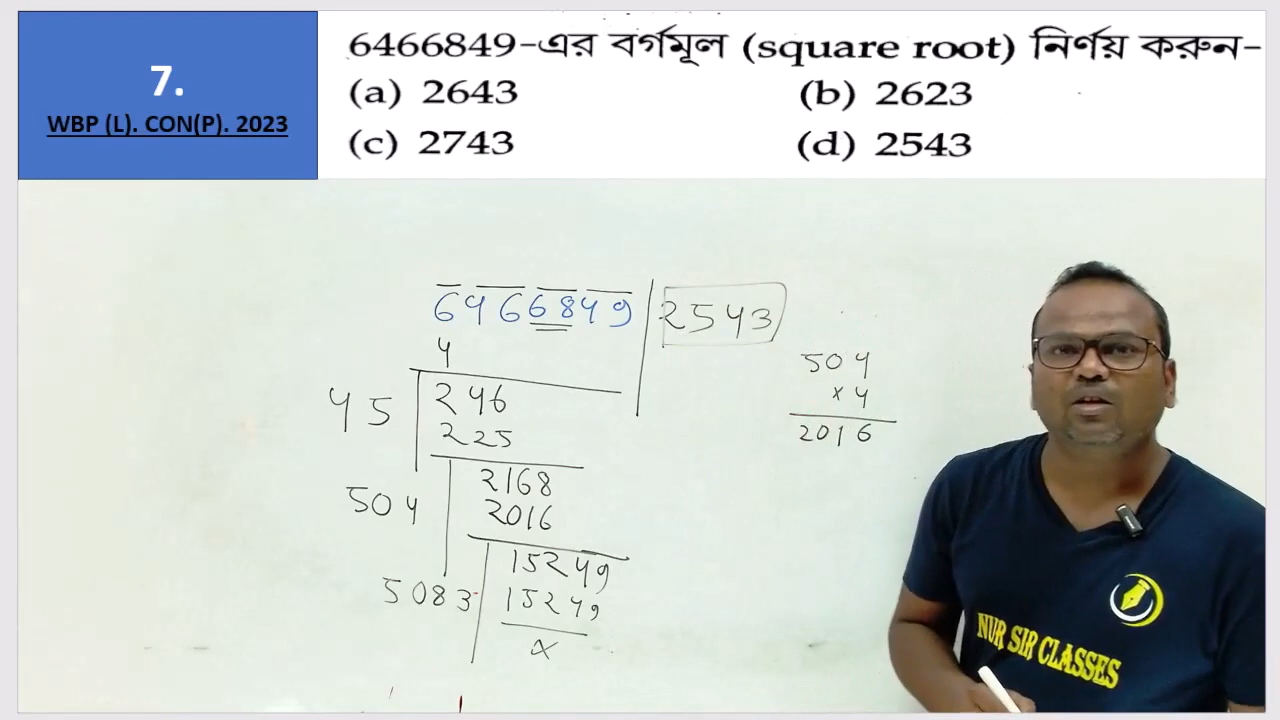 7.
WBP (L). CON(P). 2023
6466849-এর বর্গমূল (square root) নির্ণয় করুন-
(a) 2643 (b) 2623
(c) 2743 (d) 2543
6466849 2543
4
45 246
225
504 2168
2016
5083 15249
15249
x
504
×4
2016
NUR SIR CLASSES